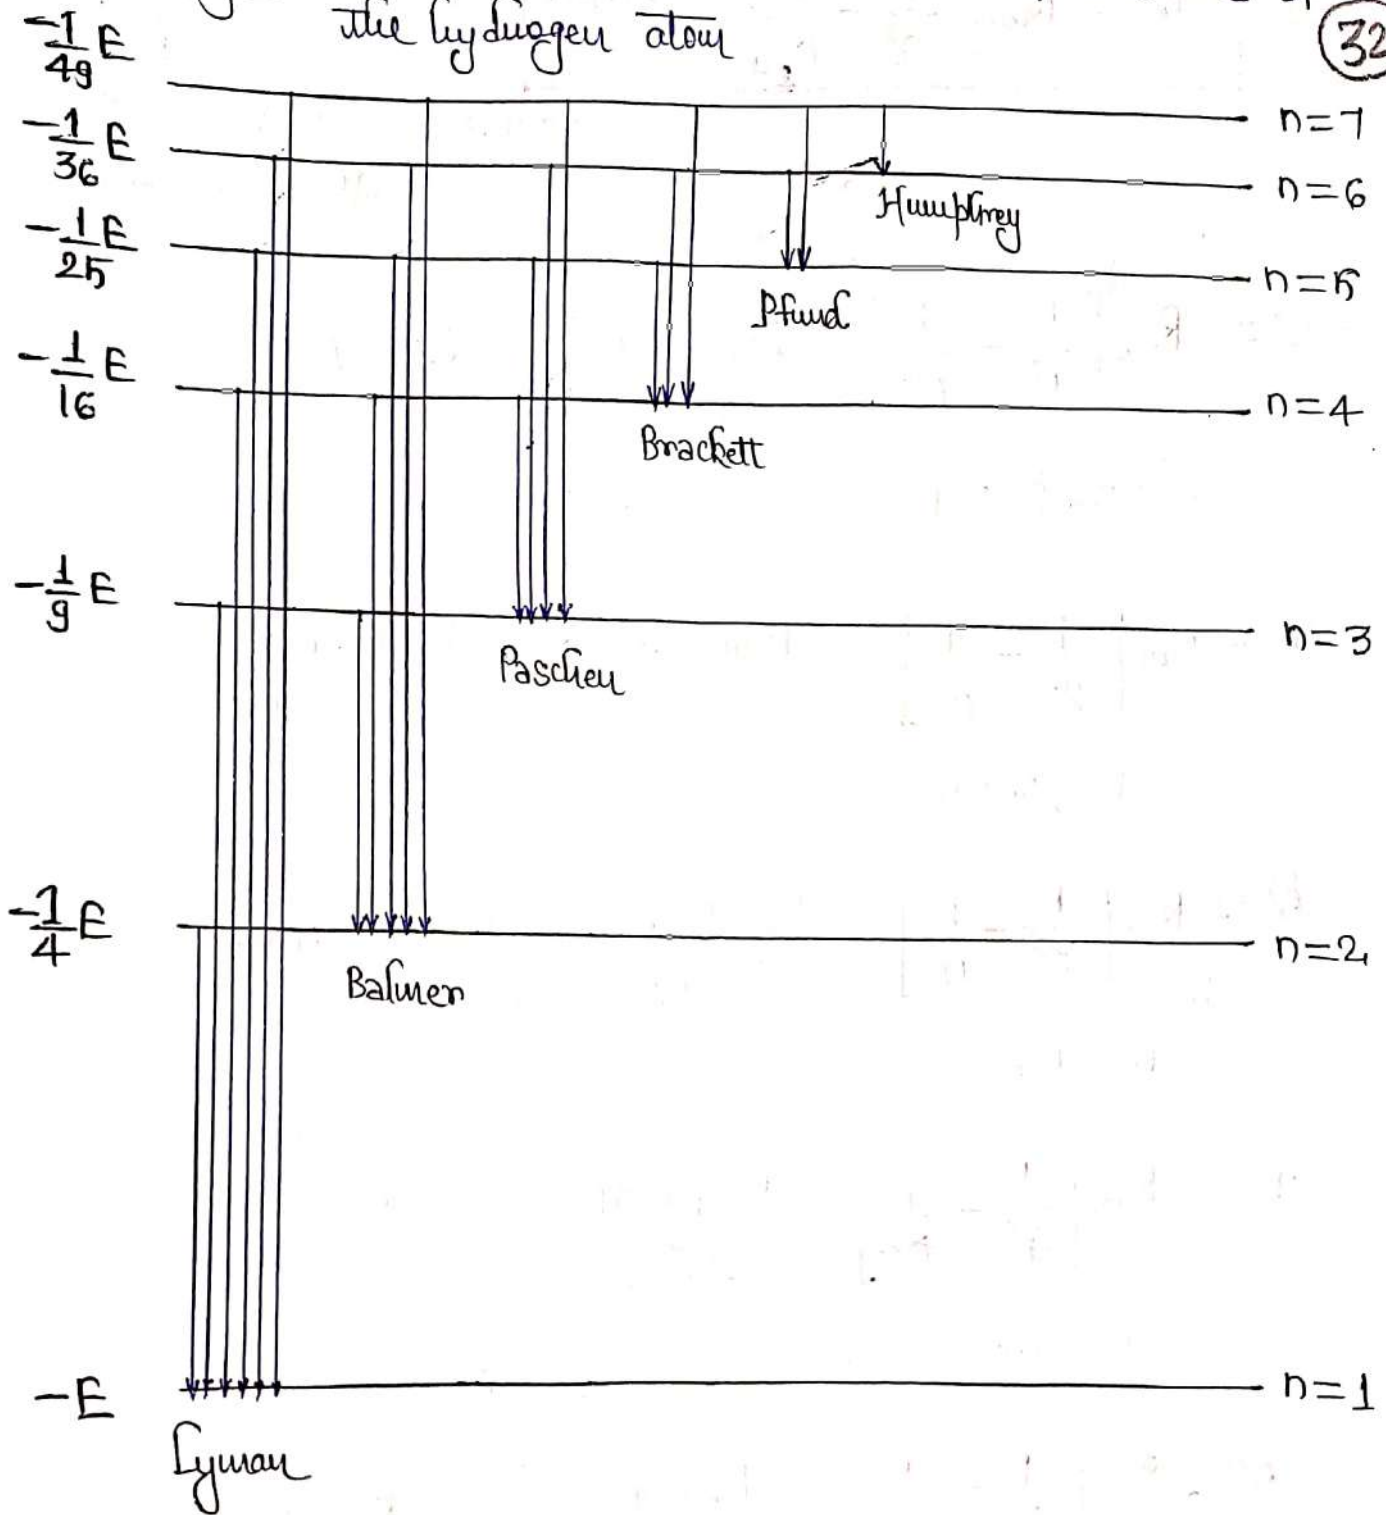 the hydrogen atom
32
-1/49 E
n=7
-1/36 E
n=6
Humphrey
-1/25 E
n=5
Pfund
-1/16 E
n=4
Brackett
-1/9 E
n=3
Paschen
-1/4 E
n=2
Balmer
-E
n=1
Lyman